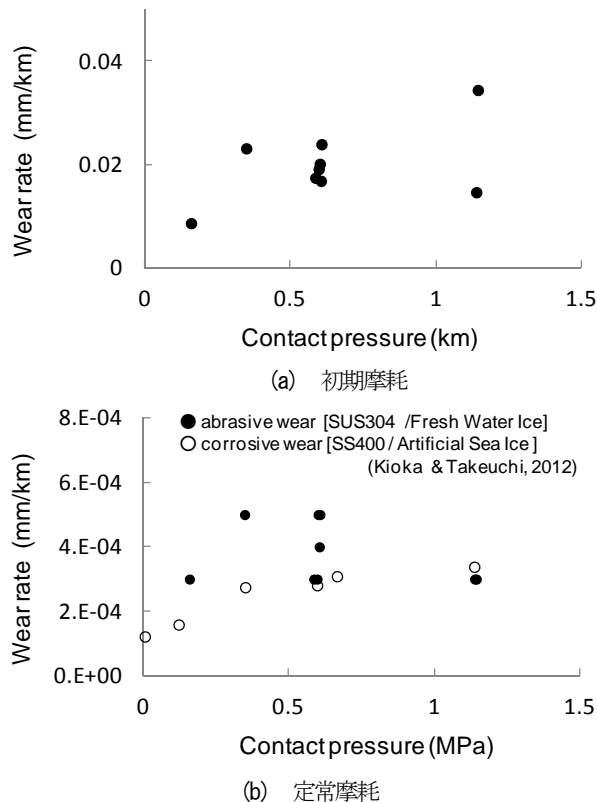 0.04
0.02
0
0 0.5 1 1.5
Wear rate (mm/km)
Contact pressure (km)
(a) 初期摩耗
8.E-04
6.E-04
4.E-04
2.E-04
0.E+00
0 0.5 1 1.5
Wear rate (mm/km)
abrasive wear [SUS304 /Fresh Water Ice]
corrosive wear [SS400 / Artificial Sea Ice]
(Kioka & Takeuchi, 2012)
Contact pressure (MPa)
(b) 定常摩耗